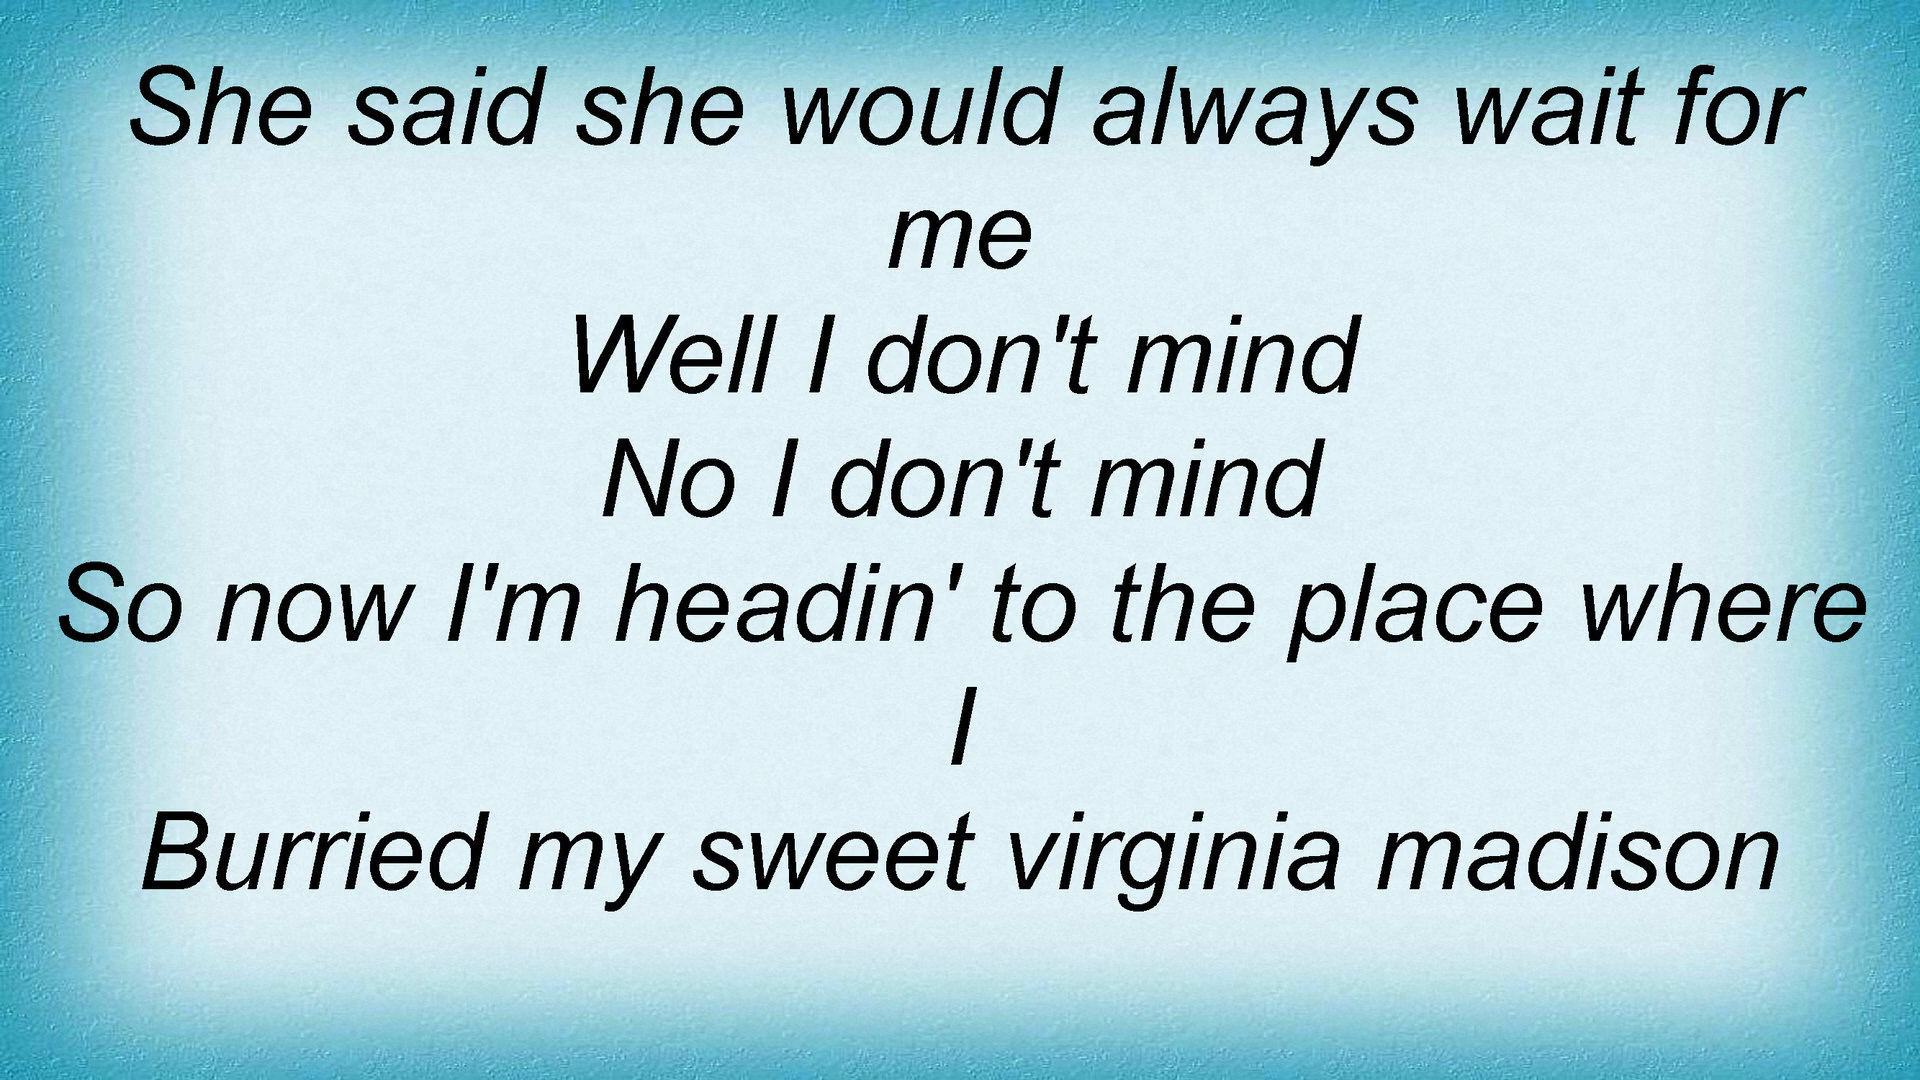 She said she would always wait for
me
Well I don't mind
No I don't mind
So now I'm headin' to the place where
I
Burried my sweet virginia madison